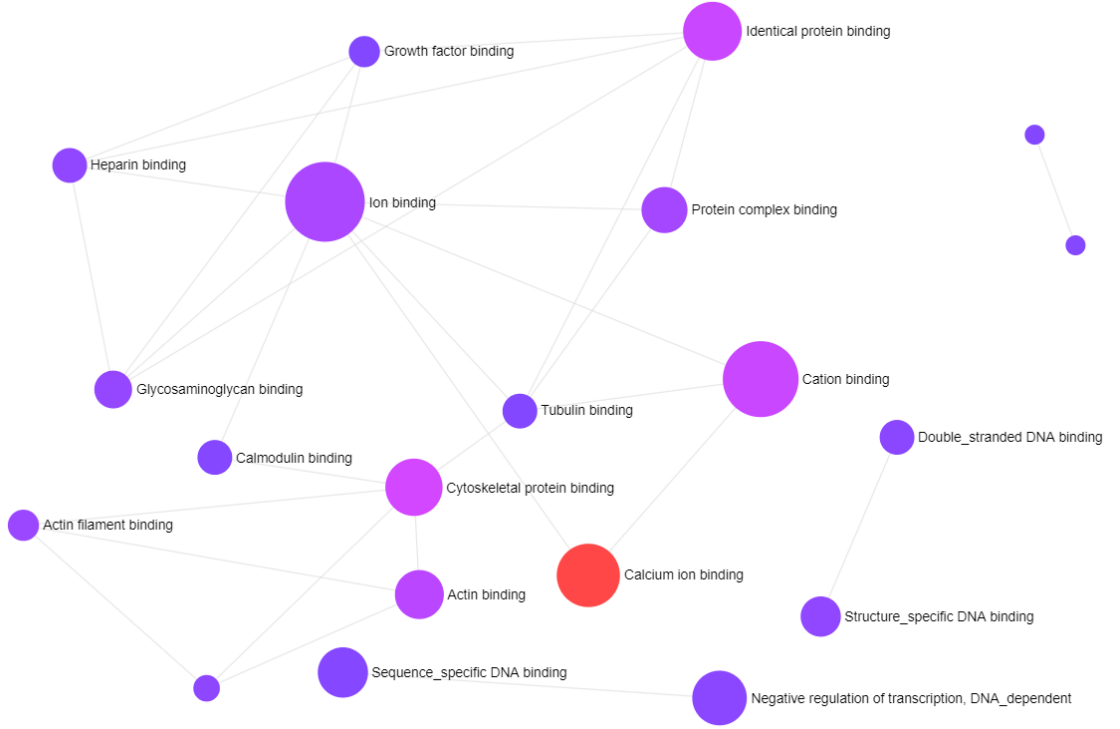 Identical protein binding
Growth factor binding
Heparin binding
Ion binding
Protein complex binding
Cation binding
Glycosaminoglycan binding
Tubulin binding
Double_stranded DNA binding
Calmodulin binding
Cytoskeletal protein binding
Actin filament binding
Calcium ion binding
Actin binding
Structure_specific DNA binding
Sequence_specific DNA binding
Negative regulation of transcription, DNA_dependent